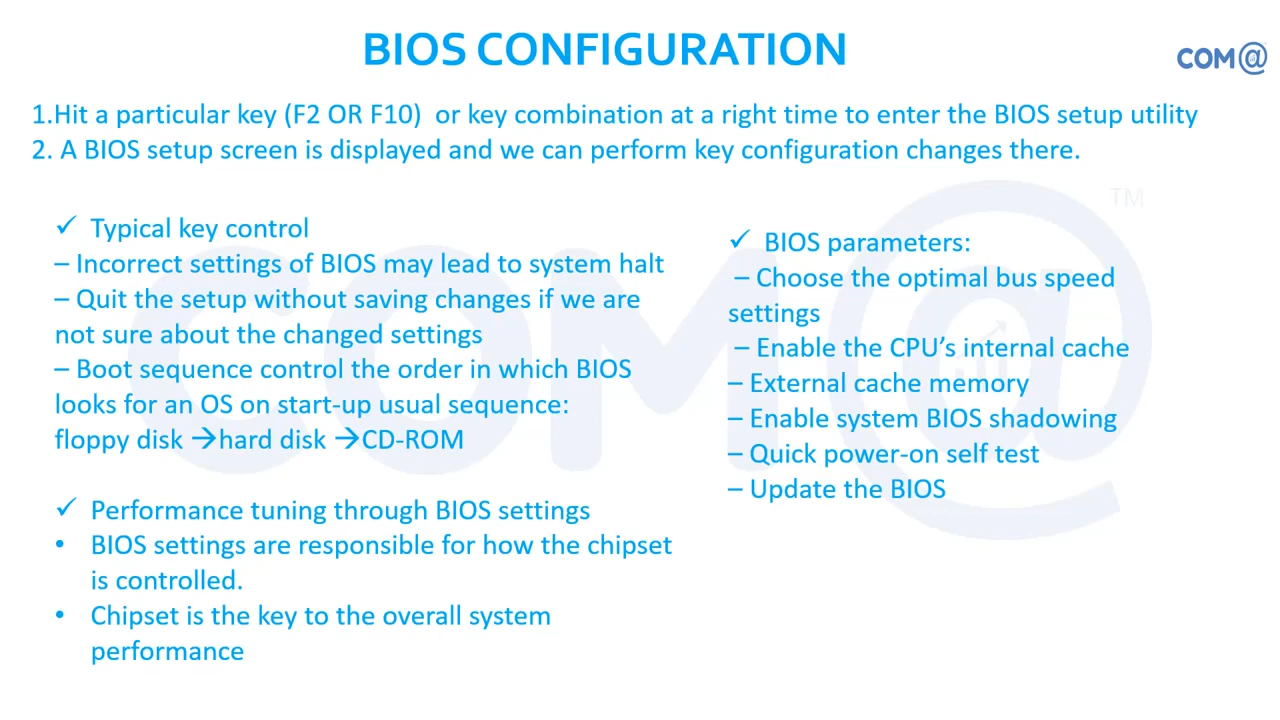 BIOS CONFIGURATION
COM@
1.Hit a particular key (F2 OR F10)  or key combination at a right time to enter the BIOS setup utility
2. A BIOS setup screen is displayed and we can perform key configuration changes there.
TM
✓ Typical key control
– Incorrect settings of BIOS may lead to system halt
– Quit the setup without saving changes if we are
not sure about the changed settings
– Boot sequence control the order in which BIOS
looks for an OS on start-up usual sequence:
floppy disk →hard disk →CD-ROM
✓ Performance tuning through BIOS settings
• BIOS settings are responsible for how the chipset
is controlled.
• Chipset is the key to the overall system
performance
✓ BIOS parameters:
– Choose the optimal bus speed
settings
– Enable the CPU’s internal cache
– External cache memory
– Enable system BIOS shadowing
– Quick power-on self test
– Update the BIOS
COM@